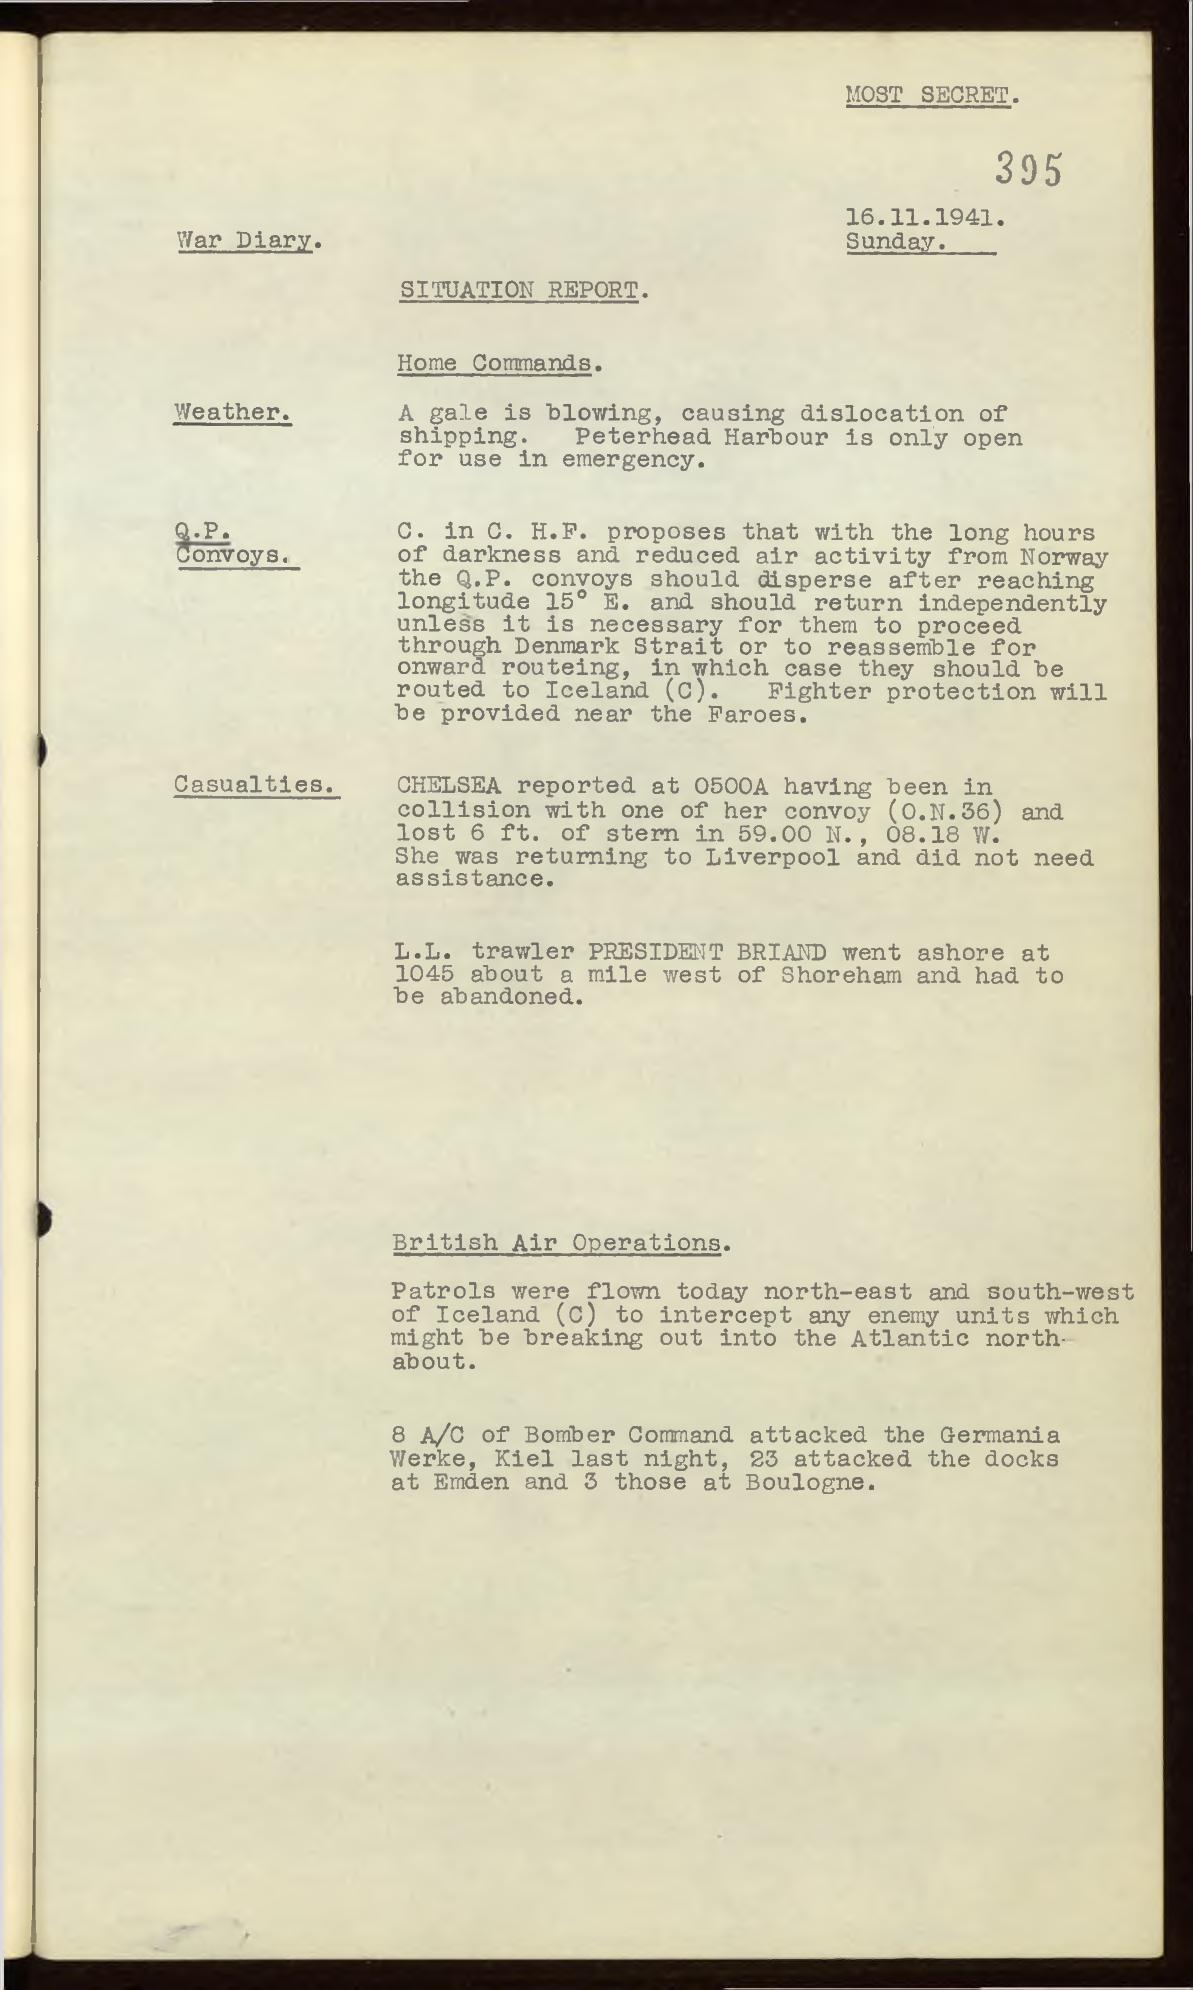 MOST SECRET.
395
16.11.1941.
War Diary.
Sunday.
SITUATION REPORT.
Home Commands.
Weather.
A gale is blowing, causing dislocation of
shipping. Peterhead Harbour is only open
for use in emergency.
Q.P.
Convoys.
C. in C. H.F. proposes that with the long hours
of darkness and reduced air activity from Norway
the Q.P. convoys should disperse after reaching
longitude 15° E. and should return independently
unless it is necessary for them to proceed
through Denmark Strait or to reassemble for
onward routeing, in which case they should be
routed to Iceland (C). Fighter protection will
be provided near the Faroes.
Casualties.
CHELSEA reported at 0500A having been in
collision with one of her convoy (O.N.36) and
lost 6 ft. of stem in 59.00 N., 08.18 W.
She was returning to Liverpool and did not need
assistance.
L.L. trawler PRESIDENT BRIAND went ashore at
1045 about a mile west of Shoreham and had to
be abandoned.
British Air Operations.
Patrols were flown today north-east and south-west
of Iceland (C) to intercept any enemy units which
might be breaking out into the Atlantic north-
about.
8 A/C of Bomber Command attacked the Germania
Werke, Kiel last night, 23 attacked the docks
at Emden and 3 those at Boulogne.